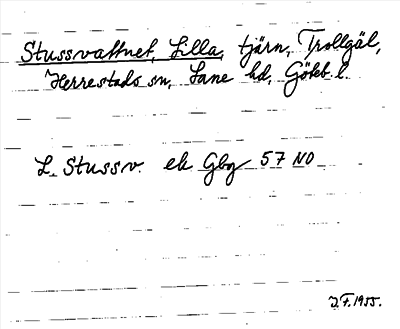 Stussvattnet, Lilla, tjärn, Trollgäl,
Herrestads sn, Lane hd, Göteb. l.
L. Stussv. ek Gbg 57 NO
J.F. 1955.